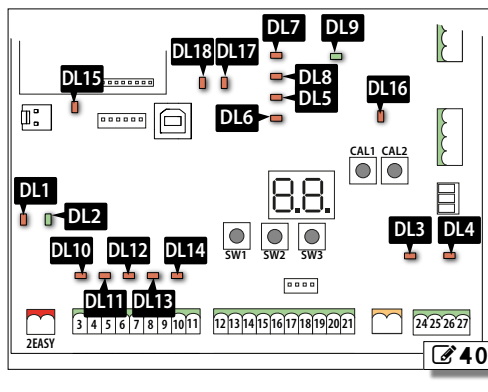 DL7 DL9
DL18 DL17
DL8
DL15
DL5
DL16
DL6
CAL1 CAL2
8.8.
DL1
DL2
DL3 DL4
DL10 DL12 DL14
SW1 SW2 SW3
DL11 DL13
2EASY
3 4 5 6 7 8 9 10 11
12 13 14 15 16 17 18 19 20 21
24 25 26 27
40